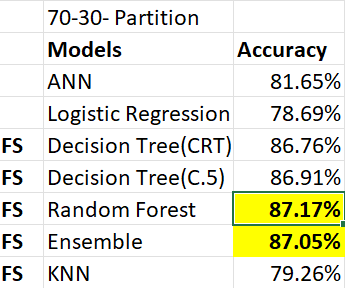 70-30- Partition
Models Accuracy
ANN 81.65%
Logistic Regression 78.69%
FS Decision Tree(CRT) 86.76%
FS Decision Tree(C.5) 86.91%
FS Random Forest 87.17%
FS Ensemble 87.05%
FS KNN 79.26%